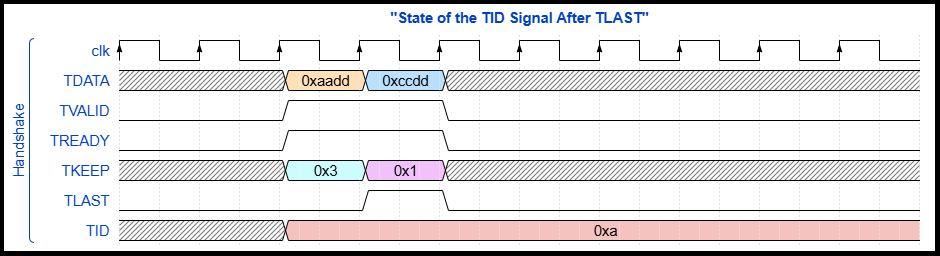 "State of the TID Signal After TLAST"
Handshake
clk
TDATA 0xaadd 0xccdd
TVALID
TREADY
TKEEP 0x3 0x1
TLAST
TID 0xa